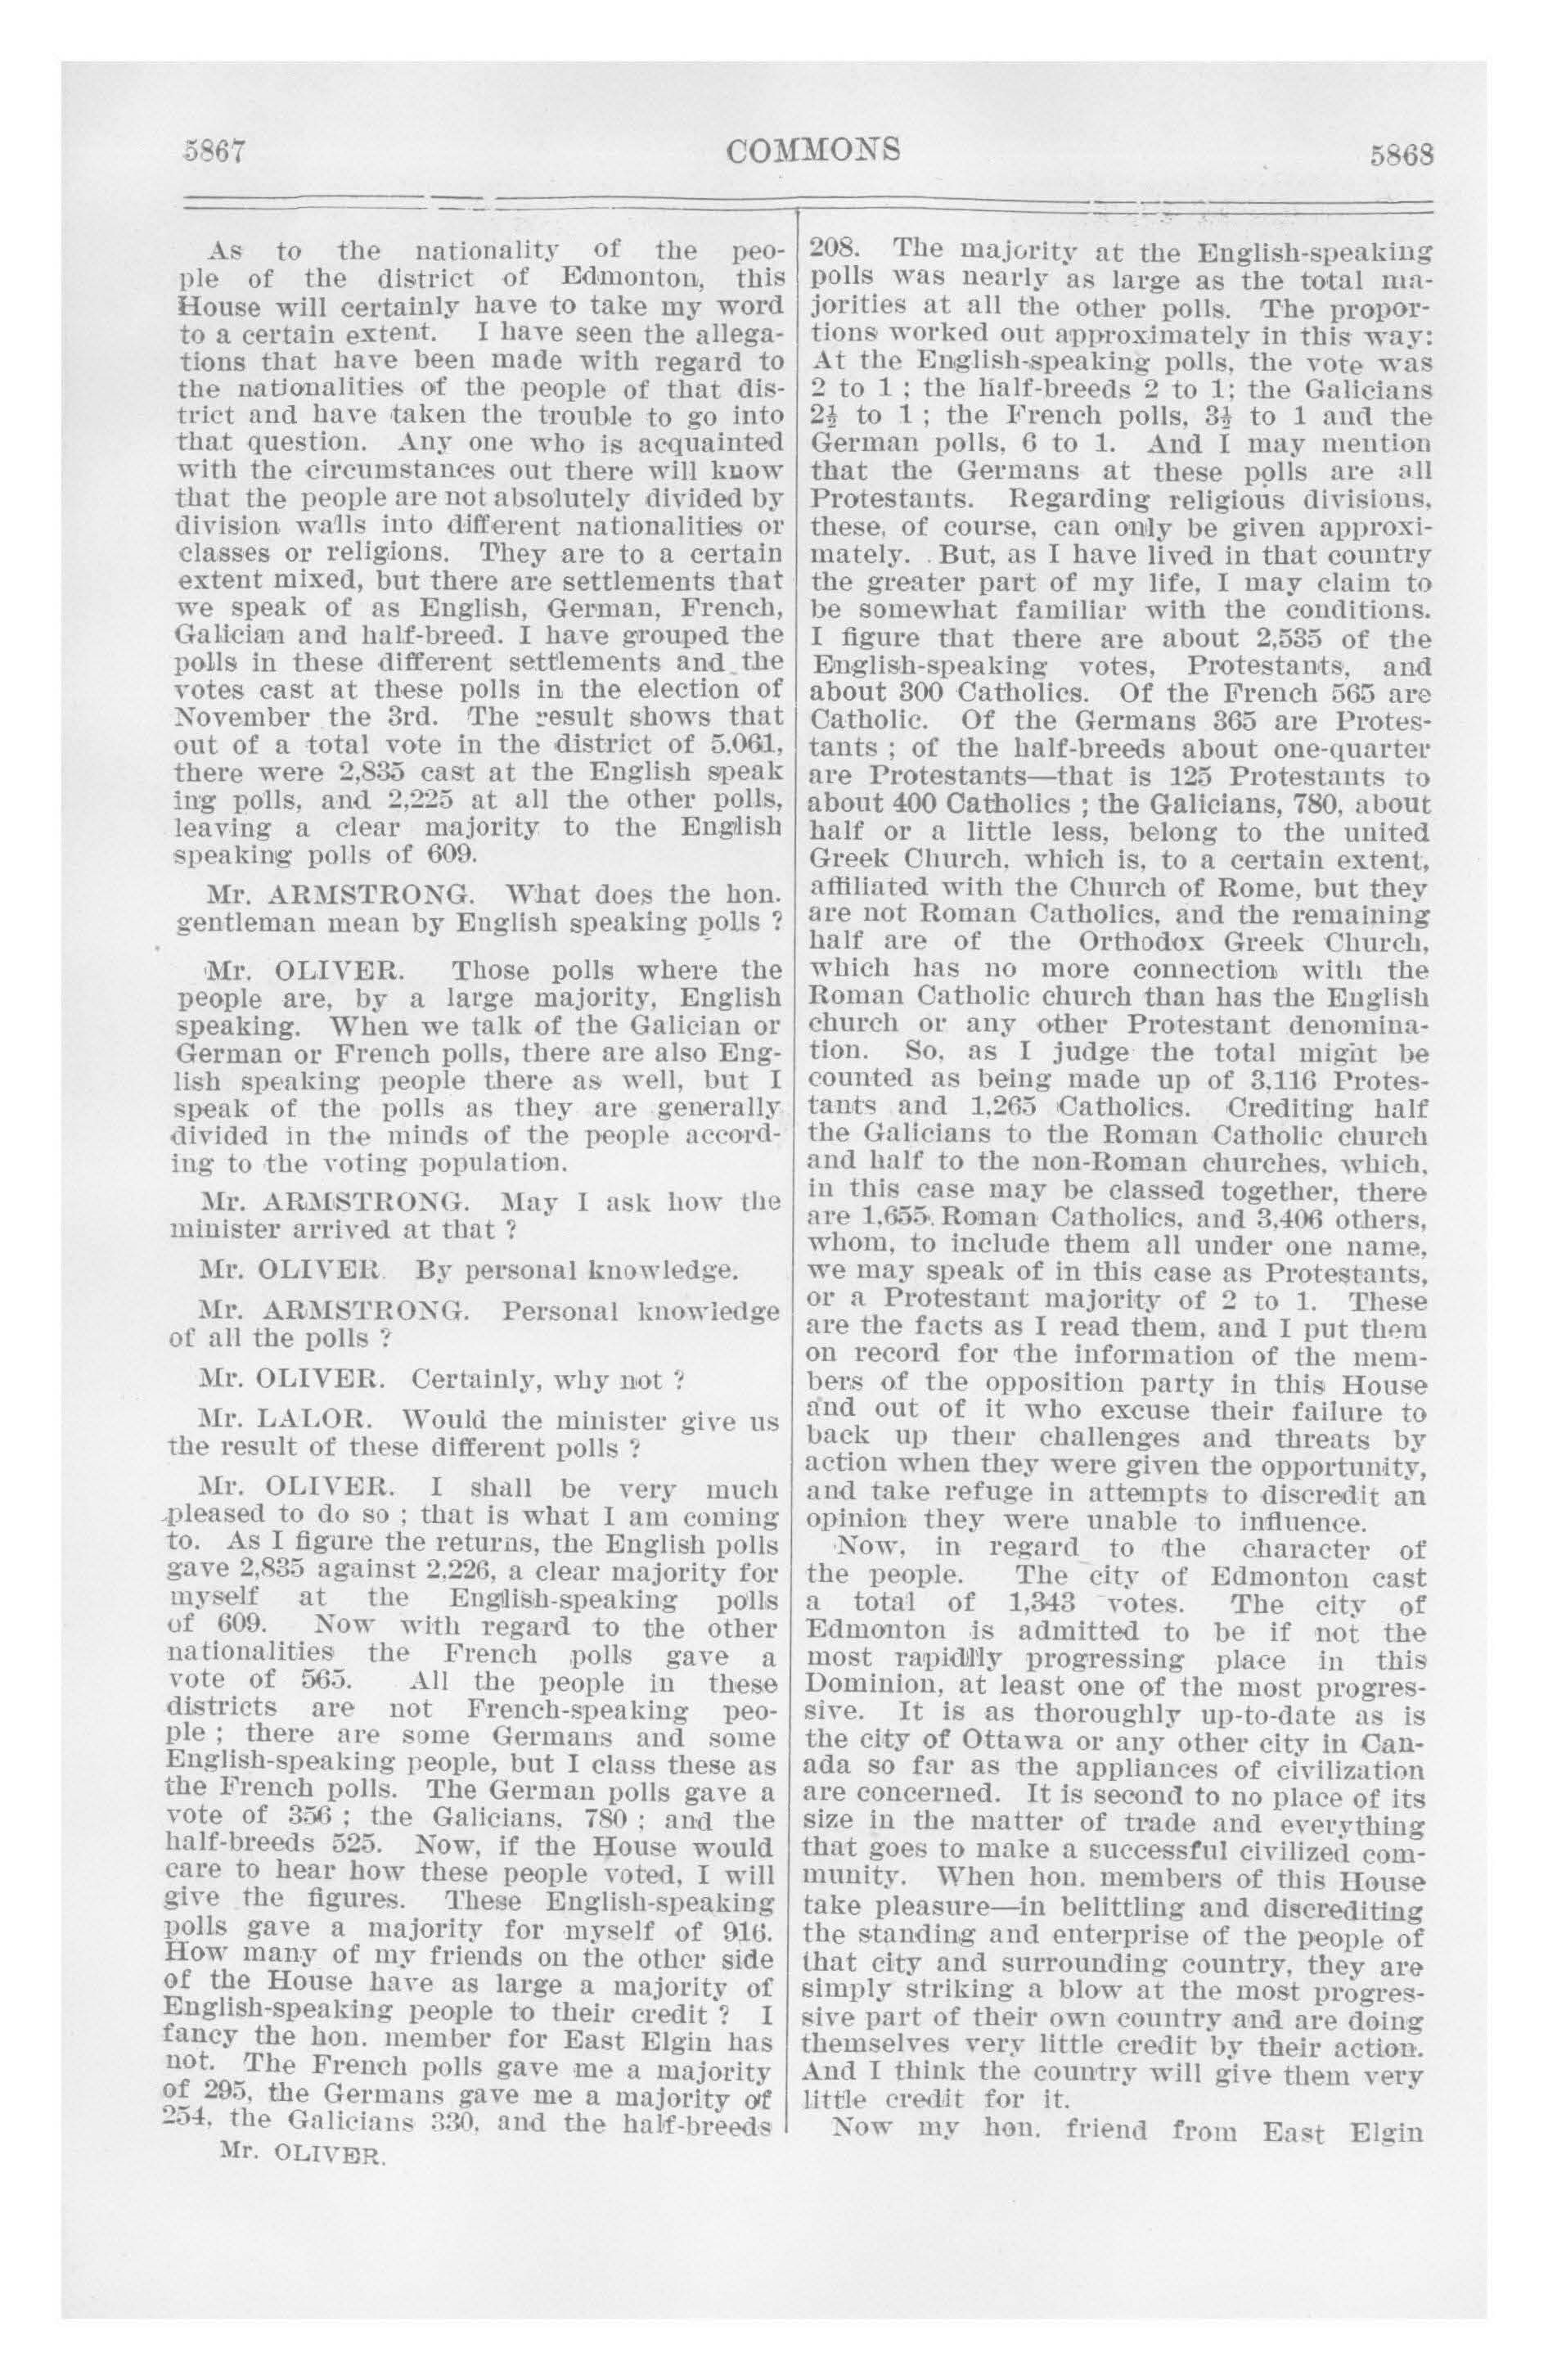 5867
COMMONS
5868
As to the nationality of the peo-
ple of the district of Edmonton, this
House will certainly have to take my word
to a certain extent. I have seen the allega-
tions that have been made with regard to
the nationalities of the people of that dis-
trict and have taken the trouble to go into
that question. Any one who is acquainted
with the circumstances out there will know
that the people are not absolutely divided by
division walls into different nationalities or
classes or religions. They are to a certain
extent mixed, but there are settlements that
we speak of as English, German, French,
Galician and half-breed. I have grouped the
polls in these different settlements and the
votes cast at these polls in the election of
November the 3rd. The result shows that
out of a total vote in the district of 5,061,
there were 2,835 cast at the English speak
ing polls, and 2,225 at all the other polls,
leaving a clear majority to the English
speaking polls of 609.
Mr. ARMSTRONG. What does the hon.
gentleman mean by English speaking polls ?
Mr. OLIVER. Those polls where the
people are, by a large majority, English
speaking. When we talk of the Galician or
German or French polls, there are also Eng-
lish speaking people there as well, but I
speak of the polls as they are generally
divided in the minds of the people accord-
ing to the voting population.
Mr. ARMSTRONG. May I ask how the
minister arrived at that ?
Mr. OLIVER. By personal knowledge.
Mr. ARMSTRONG. Personal knowledge
of all the polls ?
Mr. OLIVER. Certainly, why not ?
Mr. LALOR. Would the minister give us
the result of these different polls ?
Mr. OLIVER. I shall be very much
pleased to do so ; that is what I am coming
to. As I figure the returns, the English polls
gave 2,835 against 2,226, a clear majority for
myself at the English-speaking polls
of 609. Now with regard to the other
nationalities the French polls gave a
vote of 565. All the people in these
districts are not French-speaking peo-
ple ; there are some Germans and some
English-speaking people, but I class these as
the French polls. The German polls gave a
vote of 356 ; the Galicians, 780 ; and the
half-breeds 525. Now, if the House would
care to hear how these people voted, I will
give the figures. These English-speaking
polls gave a majority for myself of 916.
How many of my friends on the other side
of the House have as large a majority of
English-speaking people to their credit ? I
fancy the hon. member for East Elgin has
not. The French polls gave me a majority
of 295, the Germans gave me a majority of
254, the Galicians 330, and the half-breeds
Mr. OLIVER.
208. The majority at the English-speaking
polls was nearly as large as the total ma-
jorities at all the other polls. The propor-
tions worked out approximately in this way:
At the English-speaking polls, the vote was
2 to 1 ; the half-breeds 2 to 1; the Galicians
2½ to 1 ; the French polls, 3½ to 1 and the
German polls, 6 to 1. And I may mention
that the Germans at these polls are all
Protestants. Regarding religious divisions,
these, of course, can only be given approxi-
mately. But, as I have lived in that country
the greater part of my life, I may claim to
be somewhat familiar with the conditions.
I figure that there are about 2,535 of the
English-speaking votes, Protestants, and
about 300 Catholics. Of the French 565 are
Catholic. Of the Germans 365 are Protes-
tants ; of the half-breeds about one-quarter
are Protestants—that is 125 Protestants to
about 400 Catholics ; the Galicians, 780, about
half or a little less, belong to the united
Greek Church, which is, to a certain extent,
affiliated with the Church of Rome, but they
are not Roman Catholics, and the remaining
half are of the Orthodox Greek Church,
which has no more connection with the
Roman Catholic church than has the English
church or any other Protestant denomina-
tion. So, as I judge the total might be
counted as being made up of 3,116 Protes-
tants and 1,265 Catholics. Crediting half
the Galicians to the Roman Catholic church
and half to the non-Roman churches, which,
in this case may be classed together, there
are 1,655 Roman Catholics, and 3,406 others,
whom, to include them all under one name,
we may speak of in this case as Protestants,
or a Protestant majority of 2 to 1. These
are the facts as I read them, and I put them
on record for the information of the mem-
bers of the opposition party in this House
and out of it who excuse their failure to
back up their challenges and threats by
action when they were given the opportunity,
and take refuge in attempts to discredit an
opinion they were unable to influence.
Now, in regard to the character of
the people. The city of Edmonton cast
a total of 1,343 votes. The city of
Edmonton is admitted to be if not the
most rapidlly progressing place in this
Dominion, at least one of the most progres-
sive. It is as thoroughly up-to-date as is
the city of Ottawa or any other city in Can-
ada so far as the appliances of civilization
are concerned. It is second to no place of its
size in the matter of trade and everything
that goes to make a successful civilized com-
munity. When hon. members of this House
take pleasure—in belittling and discrediting
the standing and enterprise of the people of
that city and surrounding country, they are
simply striking a blow at the most progres-
sive part of their own country and are doing
themselves very little credit by their action.
And I think the country will give them very
little credit for it.
Now my hon. friend from East Elgin